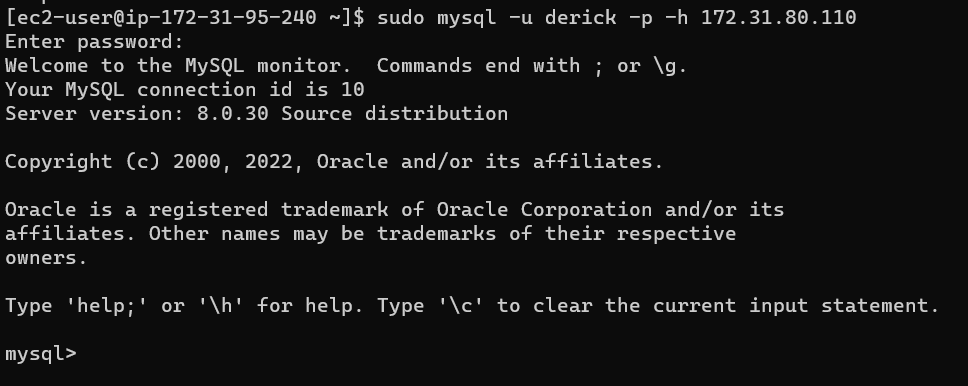 [ec2-user@ip-172-31-95-240 ~]$ sudo mysql -u derick -p -h 172.31.80.110
Enter password:
Welcome to the MySQL monitor.  Commands end with ; or \g.
Your MySQL connection id is 10
Server version: 8.0.30 Source distribution

Copyright (c) 2000, 2022, Oracle and/or its affiliates.

Oracle is a registered trademark of Oracle Corporation and/or its
affiliates. Other names may be trademarks of their respective
owners.

Type 'help;' or '\h' for help. Type '\c' to clear the current input statement.

mysql>